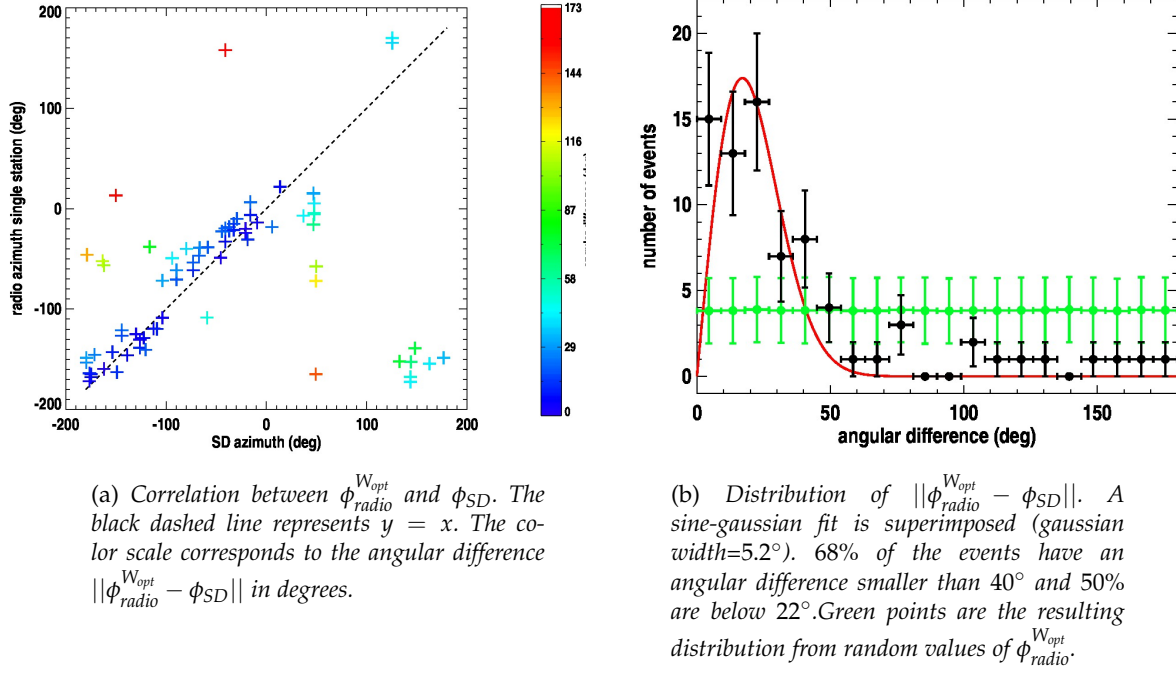 200
100
0
-100
-200
-200
-100
0
100
200
radio azimuth single station (deg)
SD azimuth (deg)
173
144
116
87
58
29
0
20
15
10
5
0
0
50
100
150
number of events
angular difference (deg)
(a) Correlation between ϕ_radio^{W_opt} and ϕ_SD. The
black dashed line represents y = x. The co-
lor scale corresponds to the angular difference
||ϕ_radio^{W_opt} − ϕ_SD|| in degrees.
(b) Distribution of ||ϕ_radio^{W_opt} − ϕ_SD||. A
sine-gaussian fit is superimposed (gaussian
width=5.2°). 68% of the events have an
angular difference smaller than 40° and 50%
are below 22°.Green points are the resulting
distribution from random values of ϕ_radio^{W_opt}.